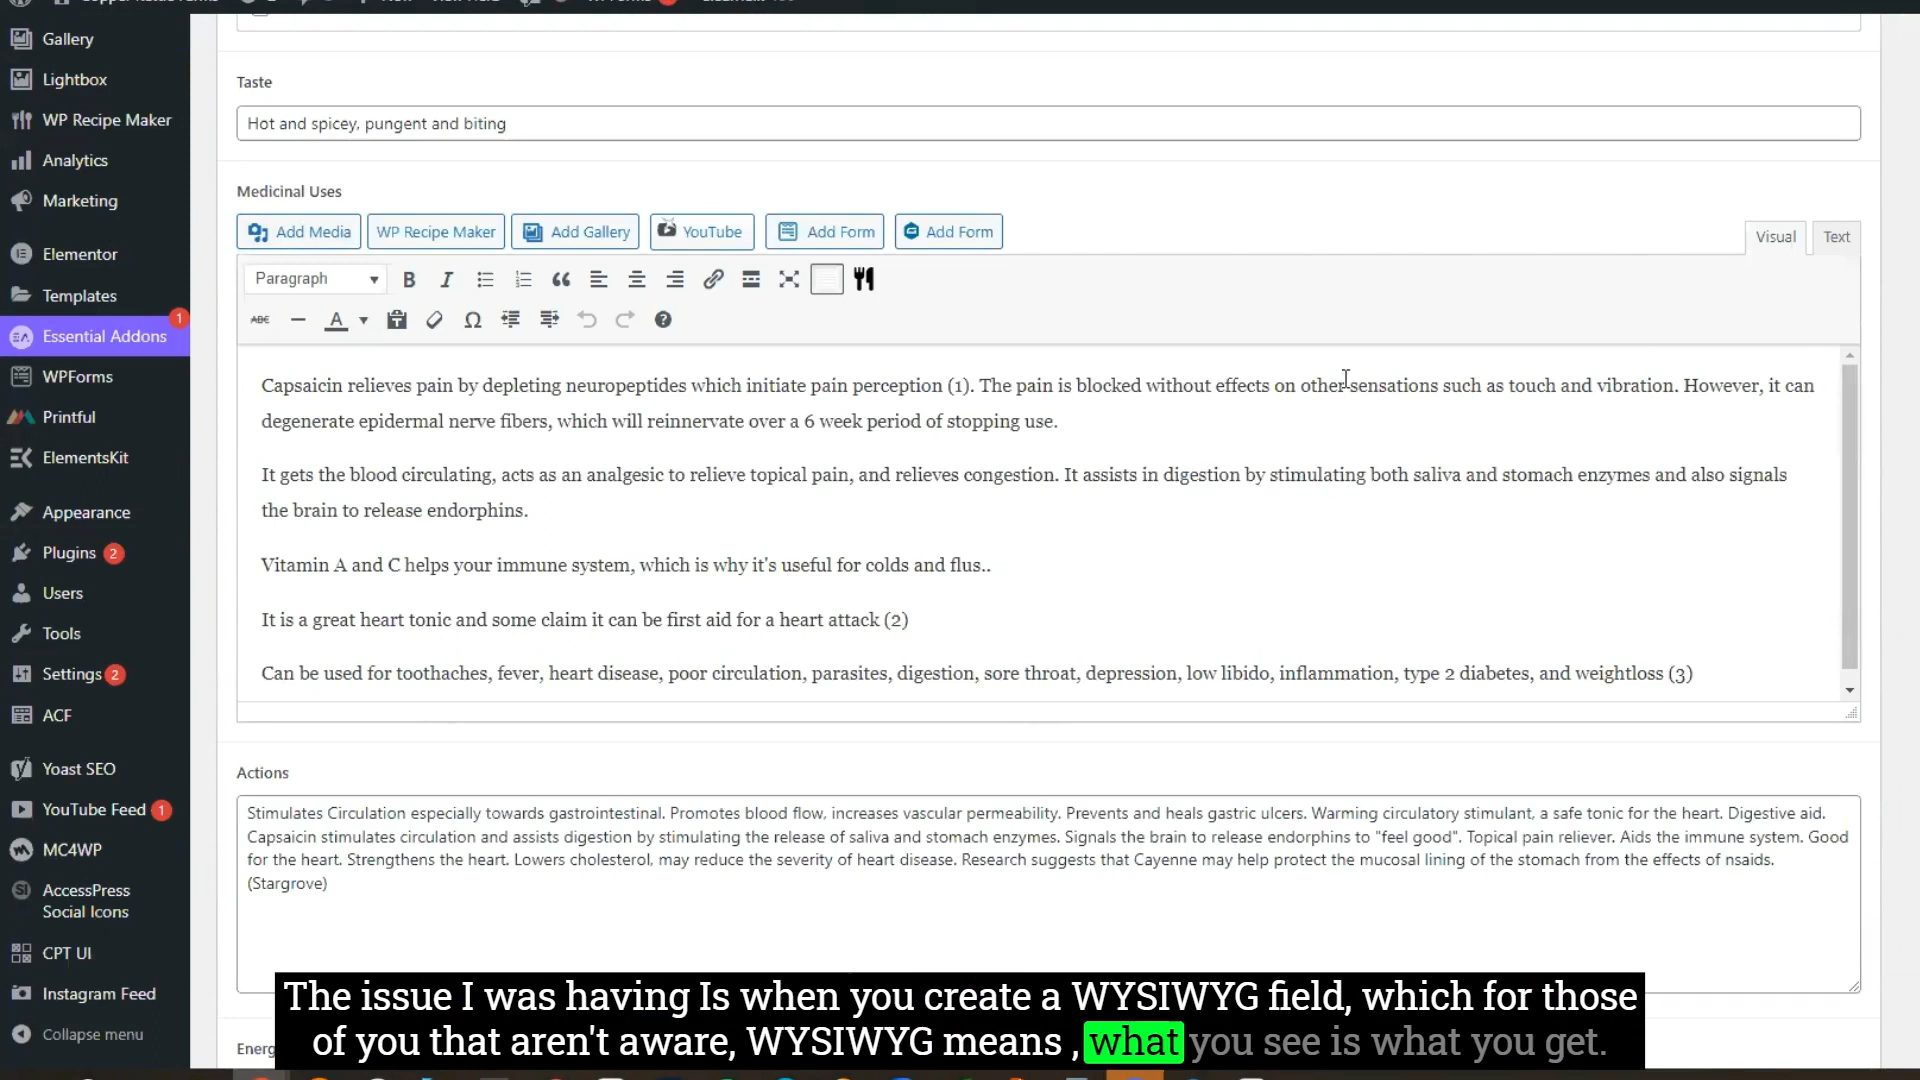 Gallery
Lightbox
WP Recipe Maker
Analytics
Marketing
Elementor
Templates
Essential Addons 1
WPForms
Printful
ElementsKit
Appearance
Plugins 2
Users
Tools
Settings 2
ACF
Yoast SEO
YouTube Feed 1
MC4WP
AccessPress
Social Icons
CPT UI
Instagram Feed
Collapse menu
Taste
Hot and spicey, pungent and biting
Medicinal Uses
Add Media WP Recipe Maker Add Gallery YouTube Add Form Add Form
Visual Text
Paragraph
Capsaicin relieves pain by depleting neuropeptides which initiate pain perception (1). The pain is blocked without effects on other sensations such as touch and vibration. However, it can
degenerate epidermal nerve fibers, which will reinnervate over a 6 week period of stopping use.
It gets the blood circulating, acts as an analgesic to relieve topical pain, and relieves congestion. It assists in digestion by stimulating both saliva and stomach enzymes and also signals
the brain to release endorphins.
Vitamin A and C helps your immune system, which is why it's useful for colds and flus..
It is a great heart tonic and some claim it can be first aid for a heart attack (2)
Can be used for toothaches, fever, heart disease, poor circulation, parasites, digestion, sore throat, depression, low libido, inflammation, type 2 diabetes, and weightloss (3)
Actions
Stimulates Circulation especially towards gastrointestinal. Promotes blood flow, increases vascular permeability. Prevents and heals gastric ulcers. Warming circulatory stimulant, a safe tonic for the heart. Digestive aid.
Capsaicin stimulates circulation and assists digestion by stimulating the release of saliva and stomach enzymes. Signals the brain to release endorphins to "feel good". Topical pain reliever. Aids the immune system. Good
for the heart. Strengthens the heart. Lowers cholesterol, may reduce the severity of heart disease. Research suggests that Cayenne may help protect the mucosal lining of the stomach from the effects of nsaids.
(Stargrove)
The issue I was having Is when you create a WYSIWYG field, which for those
of you that aren't aware, WYSIWYG means , what you see is what you get.